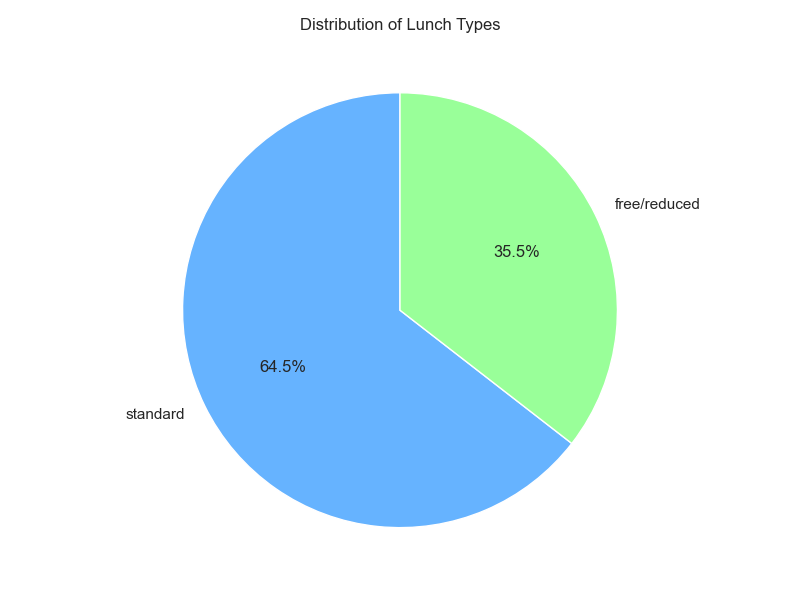 Distribution of Lunch Types
free/reduced
35.5%
64.5%
standard